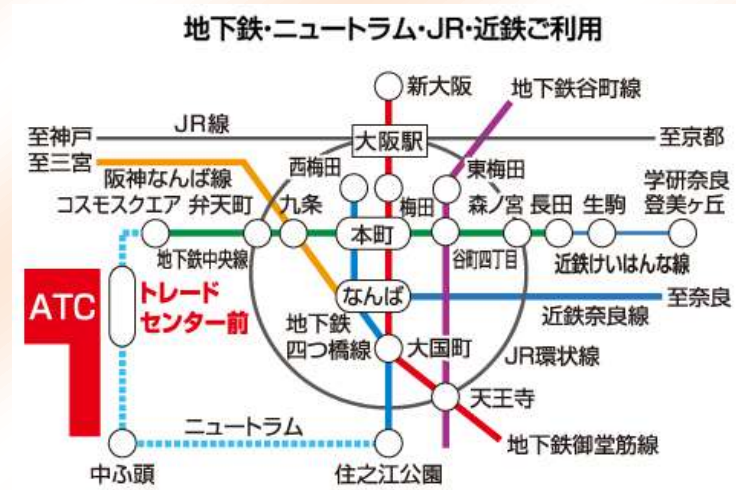 地下鉄・ニュートラム・JR・近鉄ご利用
新大阪
地下鉄谷町線
至神戸
JR線
大阪駅
至京都
至三宮
阪神なんば線
西梅田
梅田
東梅田
学研奈良
登美ヶ丘
コスモスクエア
弁天町
九条
本町
森ノ宮
長田
生駒
地下鉄中央線
谷町四丁目
近鉄けいはんな線
ATC
トレード
センター前
なんば
至奈良
近鉄奈良線
地下鉄
四つ橋線
大国町
JR環状線
天王寺
ニュートラム
地下鉄御堂筋線
中ふ頭
住之江公園